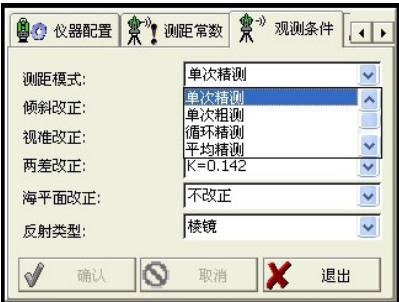 仪器配置 测距常数 观测条件
测距模式: 单次精测
单次精测
倾斜改正: 单次粗测
循环精测
视准改正: 平均精测
两差改正: K=0.142
海平面改正: 不改正
反射类型: 棱镜
确认 取消 退出